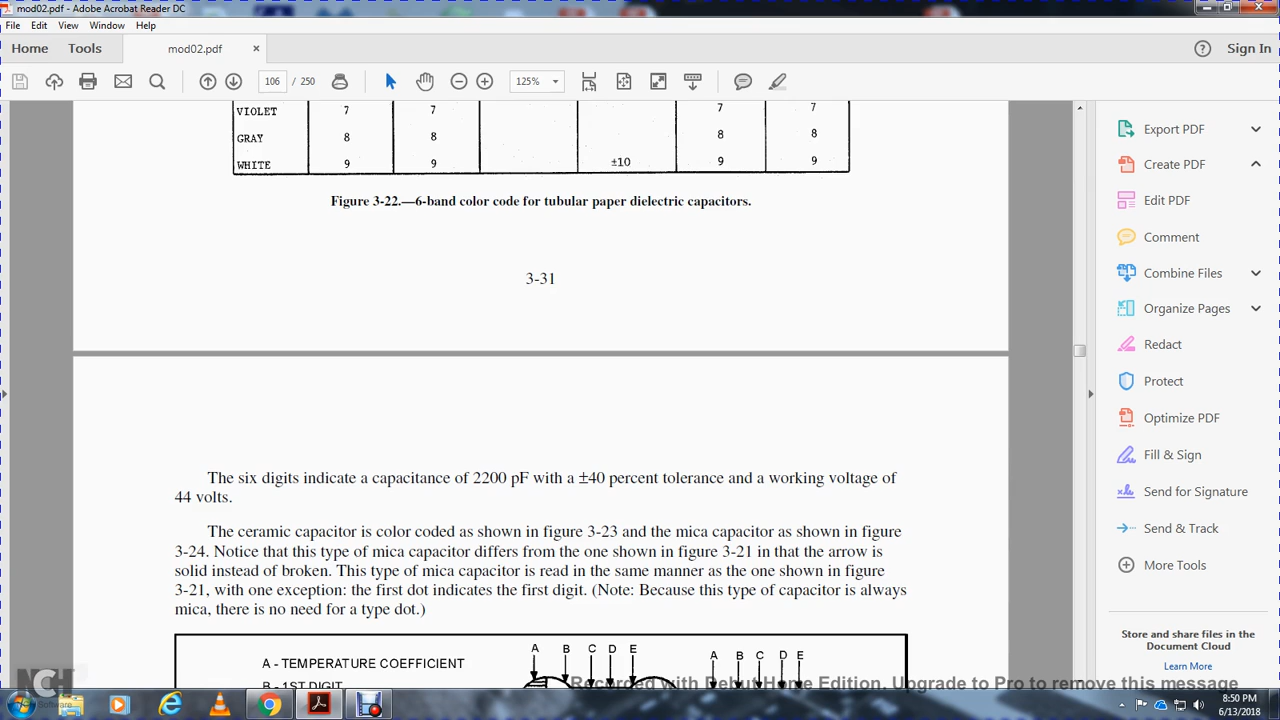 mod02.pdf - Adobe Acrobat Reader DC
File Edit View Window Help
Home Tools mod02.pdf × Sign In
106 / 250 125%
VIOLET 7 7 7 7
GRAY 8 8 8 8
WHITE 9 9 ±10 9 9
Figure 3-22.—6-band color code for tubular paper dielectric capacitors.
3-31
The six digits indicate a capacitance of 2200 pF with a ±40 percent tolerance and a working voltage of
44 volts.
The ceramic capacitor is color coded as shown in figure 3-23 and the mica capacitor as shown in figure
3-24. Notice that this type of mica capacitor differs from the one shown in figure 3-21 in that the arrow is
solid instead of broken. This type of mica capacitor is read in the same manner as the one shown in figure
3-21, with one exception: the first dot indicates the first digit. (Note: Because this type of capacitor is always
mica, there is no need for a type dot.)
A B C D E
A B C D E
A - TEMPERATURE COEFFICIENT
B - 1ST DIGIT
Export PDF
Create PDF
Edit PDF
Comment
Combine Files
Organize Pages
Redact
Protect
Optimize PDF
Fill & Sign
Send for Signature
Send & Track
More Tools
Store and share files in the
Document Cloud
Learn More
NCH
Software
Recorded with Debut Home Edition. Upgrade to Pro to remove this message
8:50 PM
6/13/2018